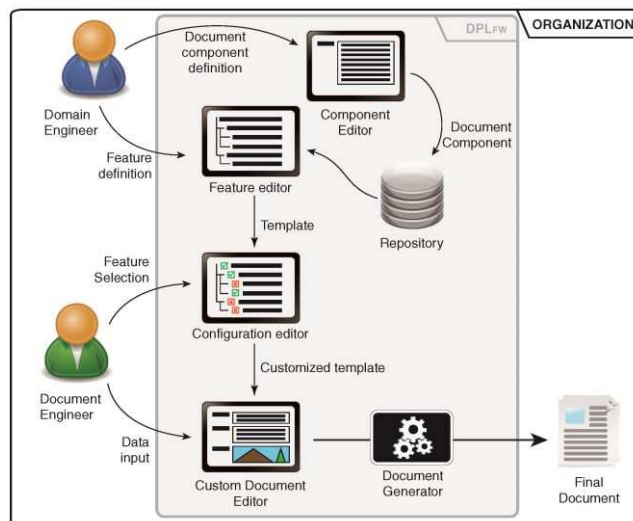 DPLFW
ORGANIZATION
Document
component
definition
Domain
Engineer
Component
Editor
Document
Component
Feature
definition
Feature editor
Repository
Template
Feature
Selection
Configuration editor
Customized template
Document
Engineer
Data
input
Custom Document
Editor
Document
Generator
Final
Document